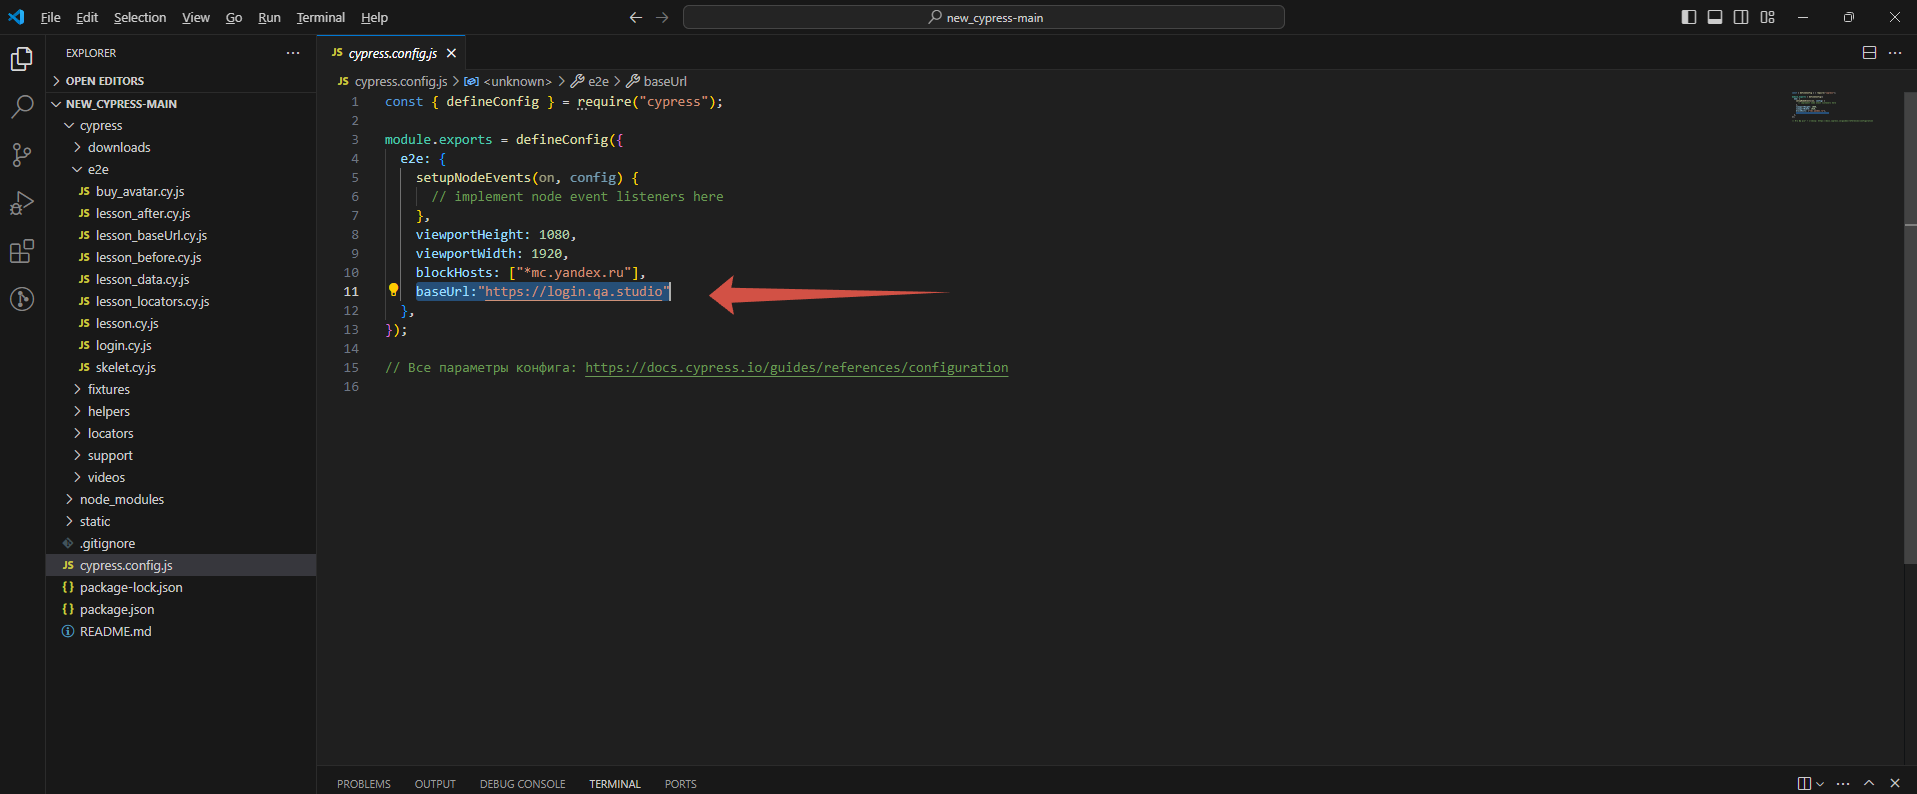 File Edit Selection View Go Run Terminal Help
new_cypress-main
EXPLORER
OPEN EDITORS
NEW_CYPRESS-MAIN
cypress
downloads
e2e
JS buy_avatar.cy.js
JS lesson_after.cy.js
JS lesson_baseUrl.cy.js
JS lesson_before.cy.js
JS lesson_data.cy.js
JS lesson_locators.cy.js
JS lesson.cy.js
JS login.cy.js
JS skelet.cy.js
fixtures
helpers
locators
support
videos
node_modules
static
.gitignore
JS cypress.config.js
{} package-lock.json
{} package.json
README.md
JS cypress.config.js
JS cypress.config.js > <unknown> > e2e > baseUrl
1 const { defineConfig } = require("cypress");
2
3 module.exports = defineConfig({
4 e2e: {
5 setupNodeEvents(on, config) {
6 // implement node event listeners here
7 },
8 viewportHeight: 1080,
9 viewportWidth: 1920,
10 blockHosts: ["*mc.yandex.ru"],
11 baseUrl:"https://login.qa.studio"
12 },
13 });
14
15 // Все параметры конфига: https://docs.cypress.io/guides/references/configuration
16
PROBLEMS OUTPUT DEBUG CONSOLE TERMINAL PORTS